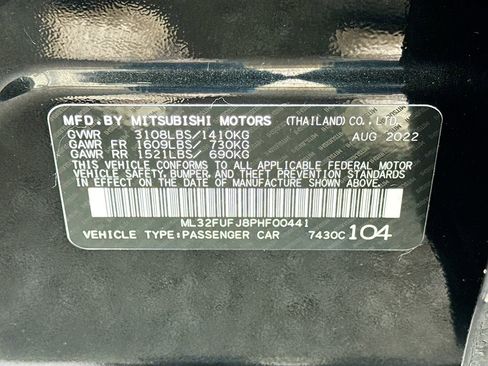 MFD. BY MITSUBISHI MOTORS (THAILAND) CO., LTD.
GVWR 3108LBS/1410KG AUG 2022
GAWR FR 1609LBS/ 730KG
GAWR RR 1521LBS/ 690KG
THIS VEHICLE CONFORMS TO ALL APPLICABLE FEDERAL MOTOR
VEHICLE SAFETY, BUMPER, AND THEFT PREVENTION STANDARDS
IN EFFECT ON THE DATE OF MANUFACTURE SHOWN ABOVE.
ML32FUFJ8PHF00441
VEHICLE TYPE:PASSENGER CAR 7430C 104